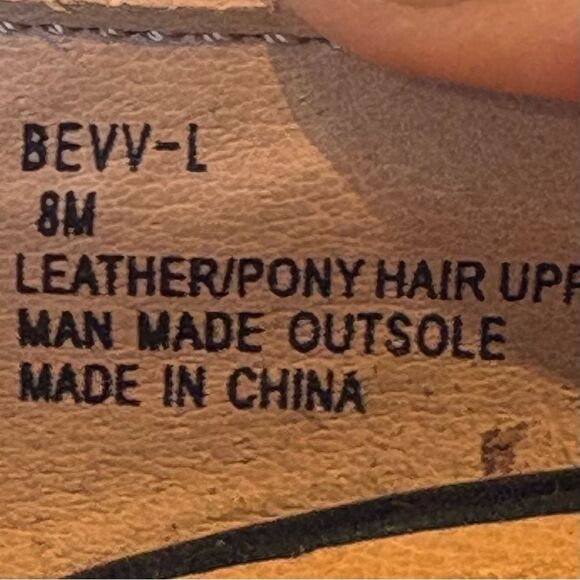 BEVV-L
8M
LEATHER/PONY HAIR UPP
MAN MADE OUTSOLE
MADE IN CHINA